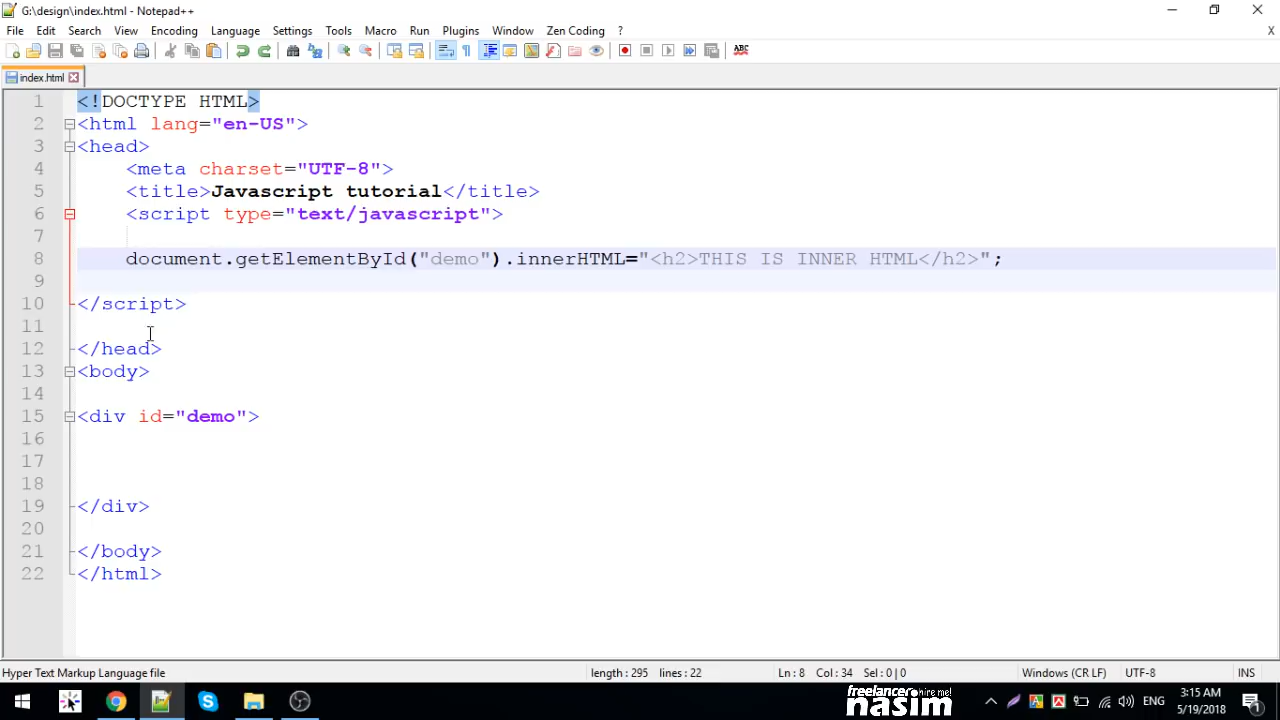 G:\design\index.html - Notepad++
File Edit Search View Encoding Language Settings Tools Macro Run Plugins Window Zen Coding ? X
ABC
index.html
1 <!DOCTYPE HTML>
2 <html lang="en-US">
3 <head>
4 <meta charset="UTF-8">
5 <title>Javascript tutorial</title>
6 <script type="text/javascript">
7
8 document.getElementById("demo").innerHTML="<h2>THIS IS INNER HTML</h2>";
9
10 </script>
11
12 </head>
13 <body>
14
15 <div id="demo">
16
17
18
19 </div>
20
21 </body>
22 </html>
Hyper Text Markup Language file length : 295 lines : 22 Ln : 8 Col : 34 Sel : 0 | 0 Windows (CR LF) UTF-8 INS
freelancer hire me!
nasim
ENG
3:15 AM
5/19/2018
1